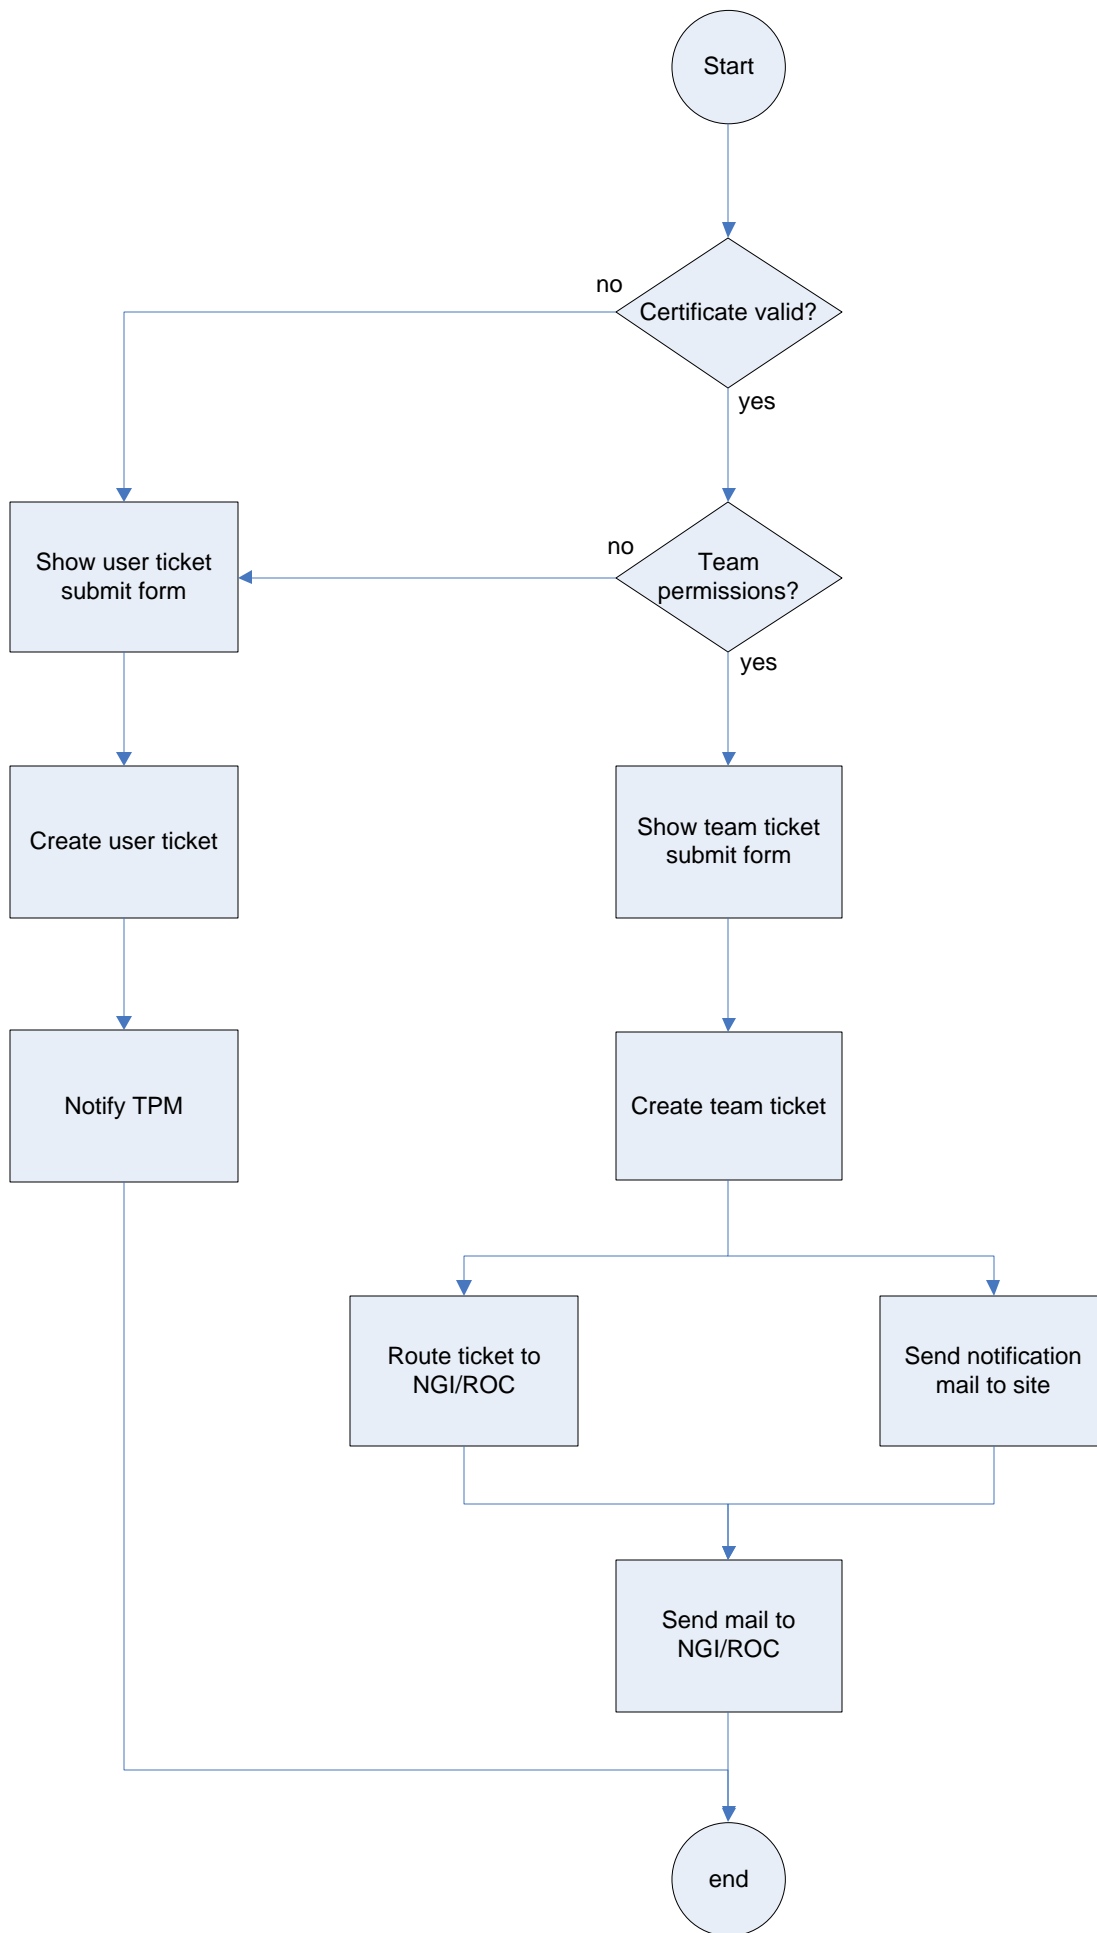 Start
no
Certificate valid?
yes
Show user ticket
submit form
no
Team
permissions?
yes
Create user ticket
Show team ticket
submit form
Notify TPM
Create team ticket
Route ticket to
NGI/ROC
Send notification
mail to site
Send mail to
NGI/ROC
end